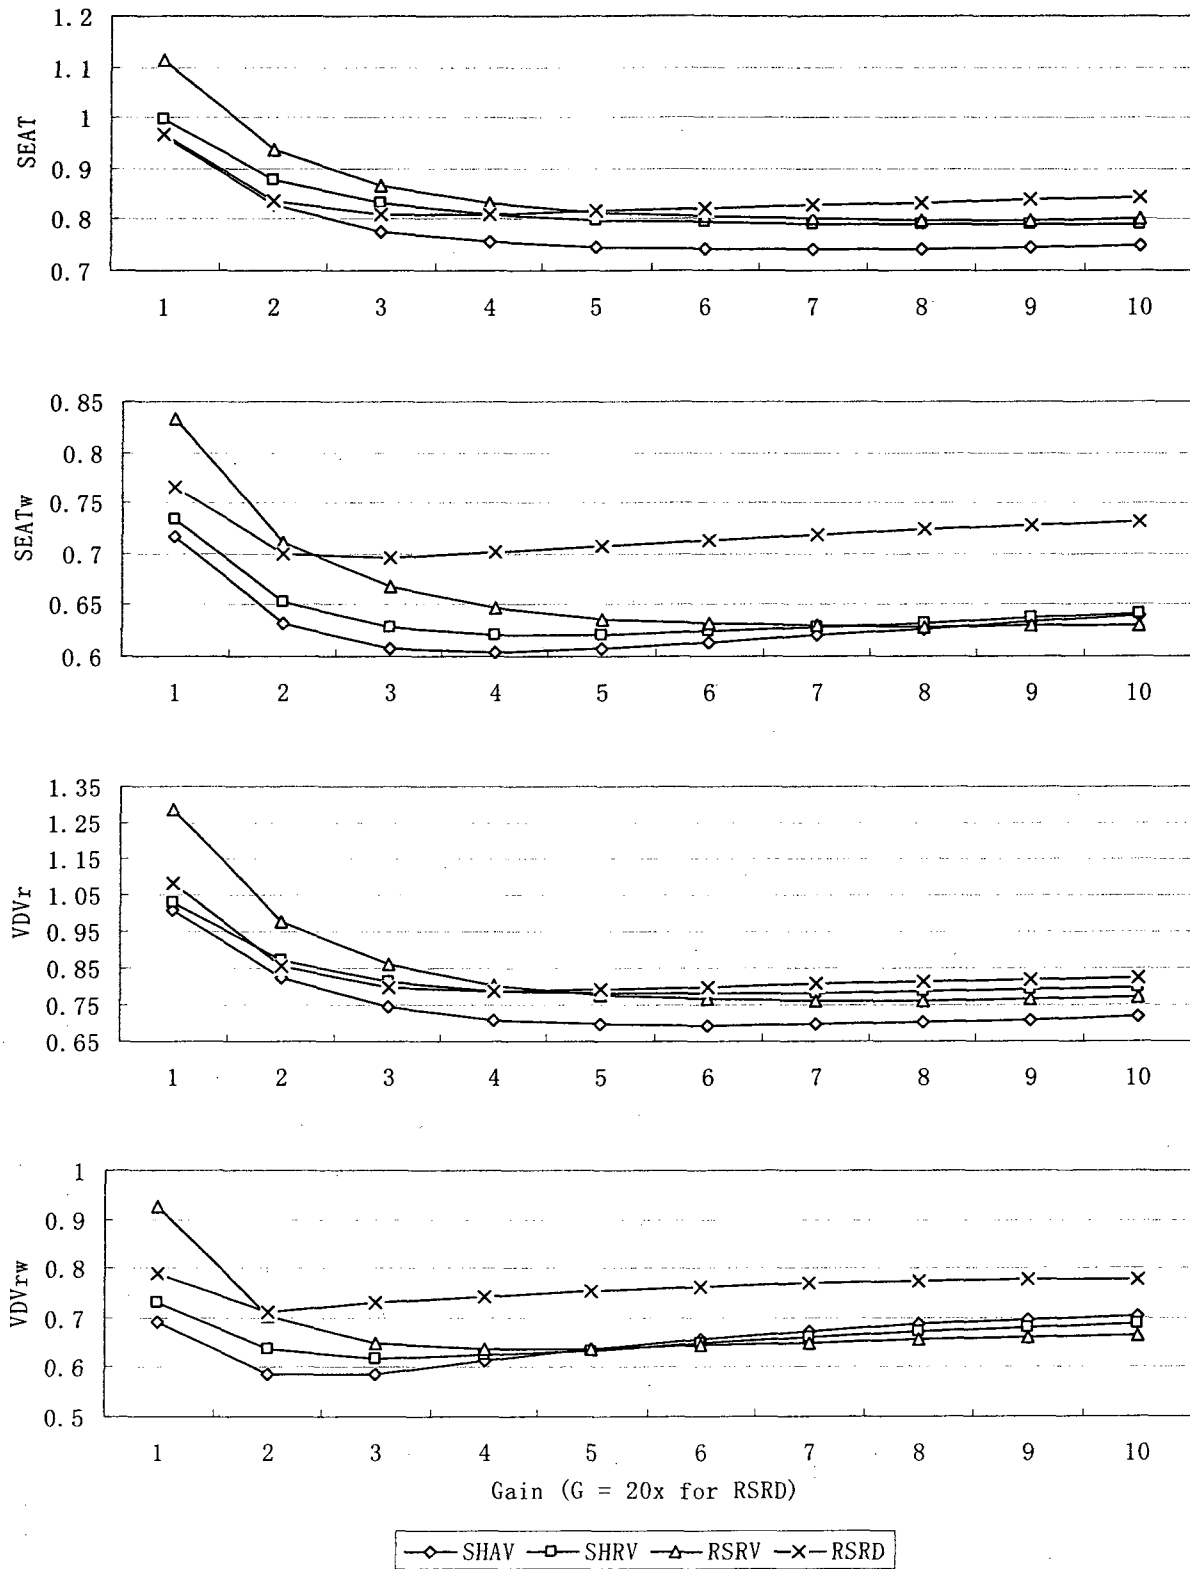 1.2
1.1
1
0.9
0.8
0.7
SEAT
1 2 3 4 5 6 7 8 9 10
0.85
0.8
0.75
0.7
0.65
0.6
SEATw
1 2 3 4 5 6 7 8 9 10
1.35
1.25
1.15
1.05
0.95
0.85
0.75
0.65
VDVr
1 2 3 4 5 6 7 8 9 10
1
0.9
0.8
0.7
0.6
0.5
VDVrw
1 2 3 4 5 6 7 8 9 10
Gain (G = 20x for RSRD)
SHAV SHRV RSRV RSRD